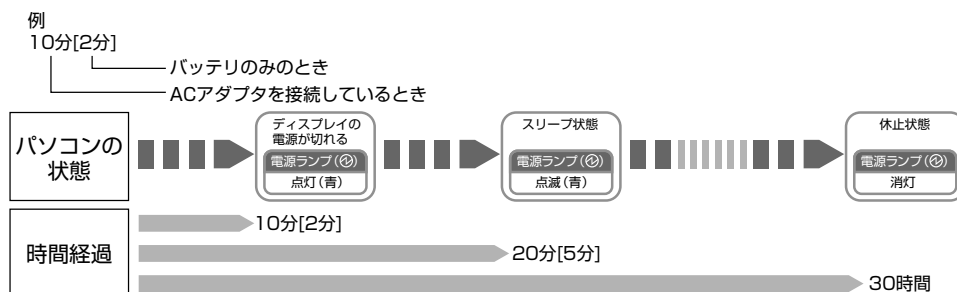 例
10分[2分]
バッテリのみのとき
ACアダプタを接続しているとき
パソコンの
状態
ディスプレイの
電源が切れる
電源ランプ()
点灯(青)
スリープ状態
電源ランプ()
点滅(青)
休止状態
電源ランプ()
消灯
時間経過
10分[2分]
20分[5分]
30時間